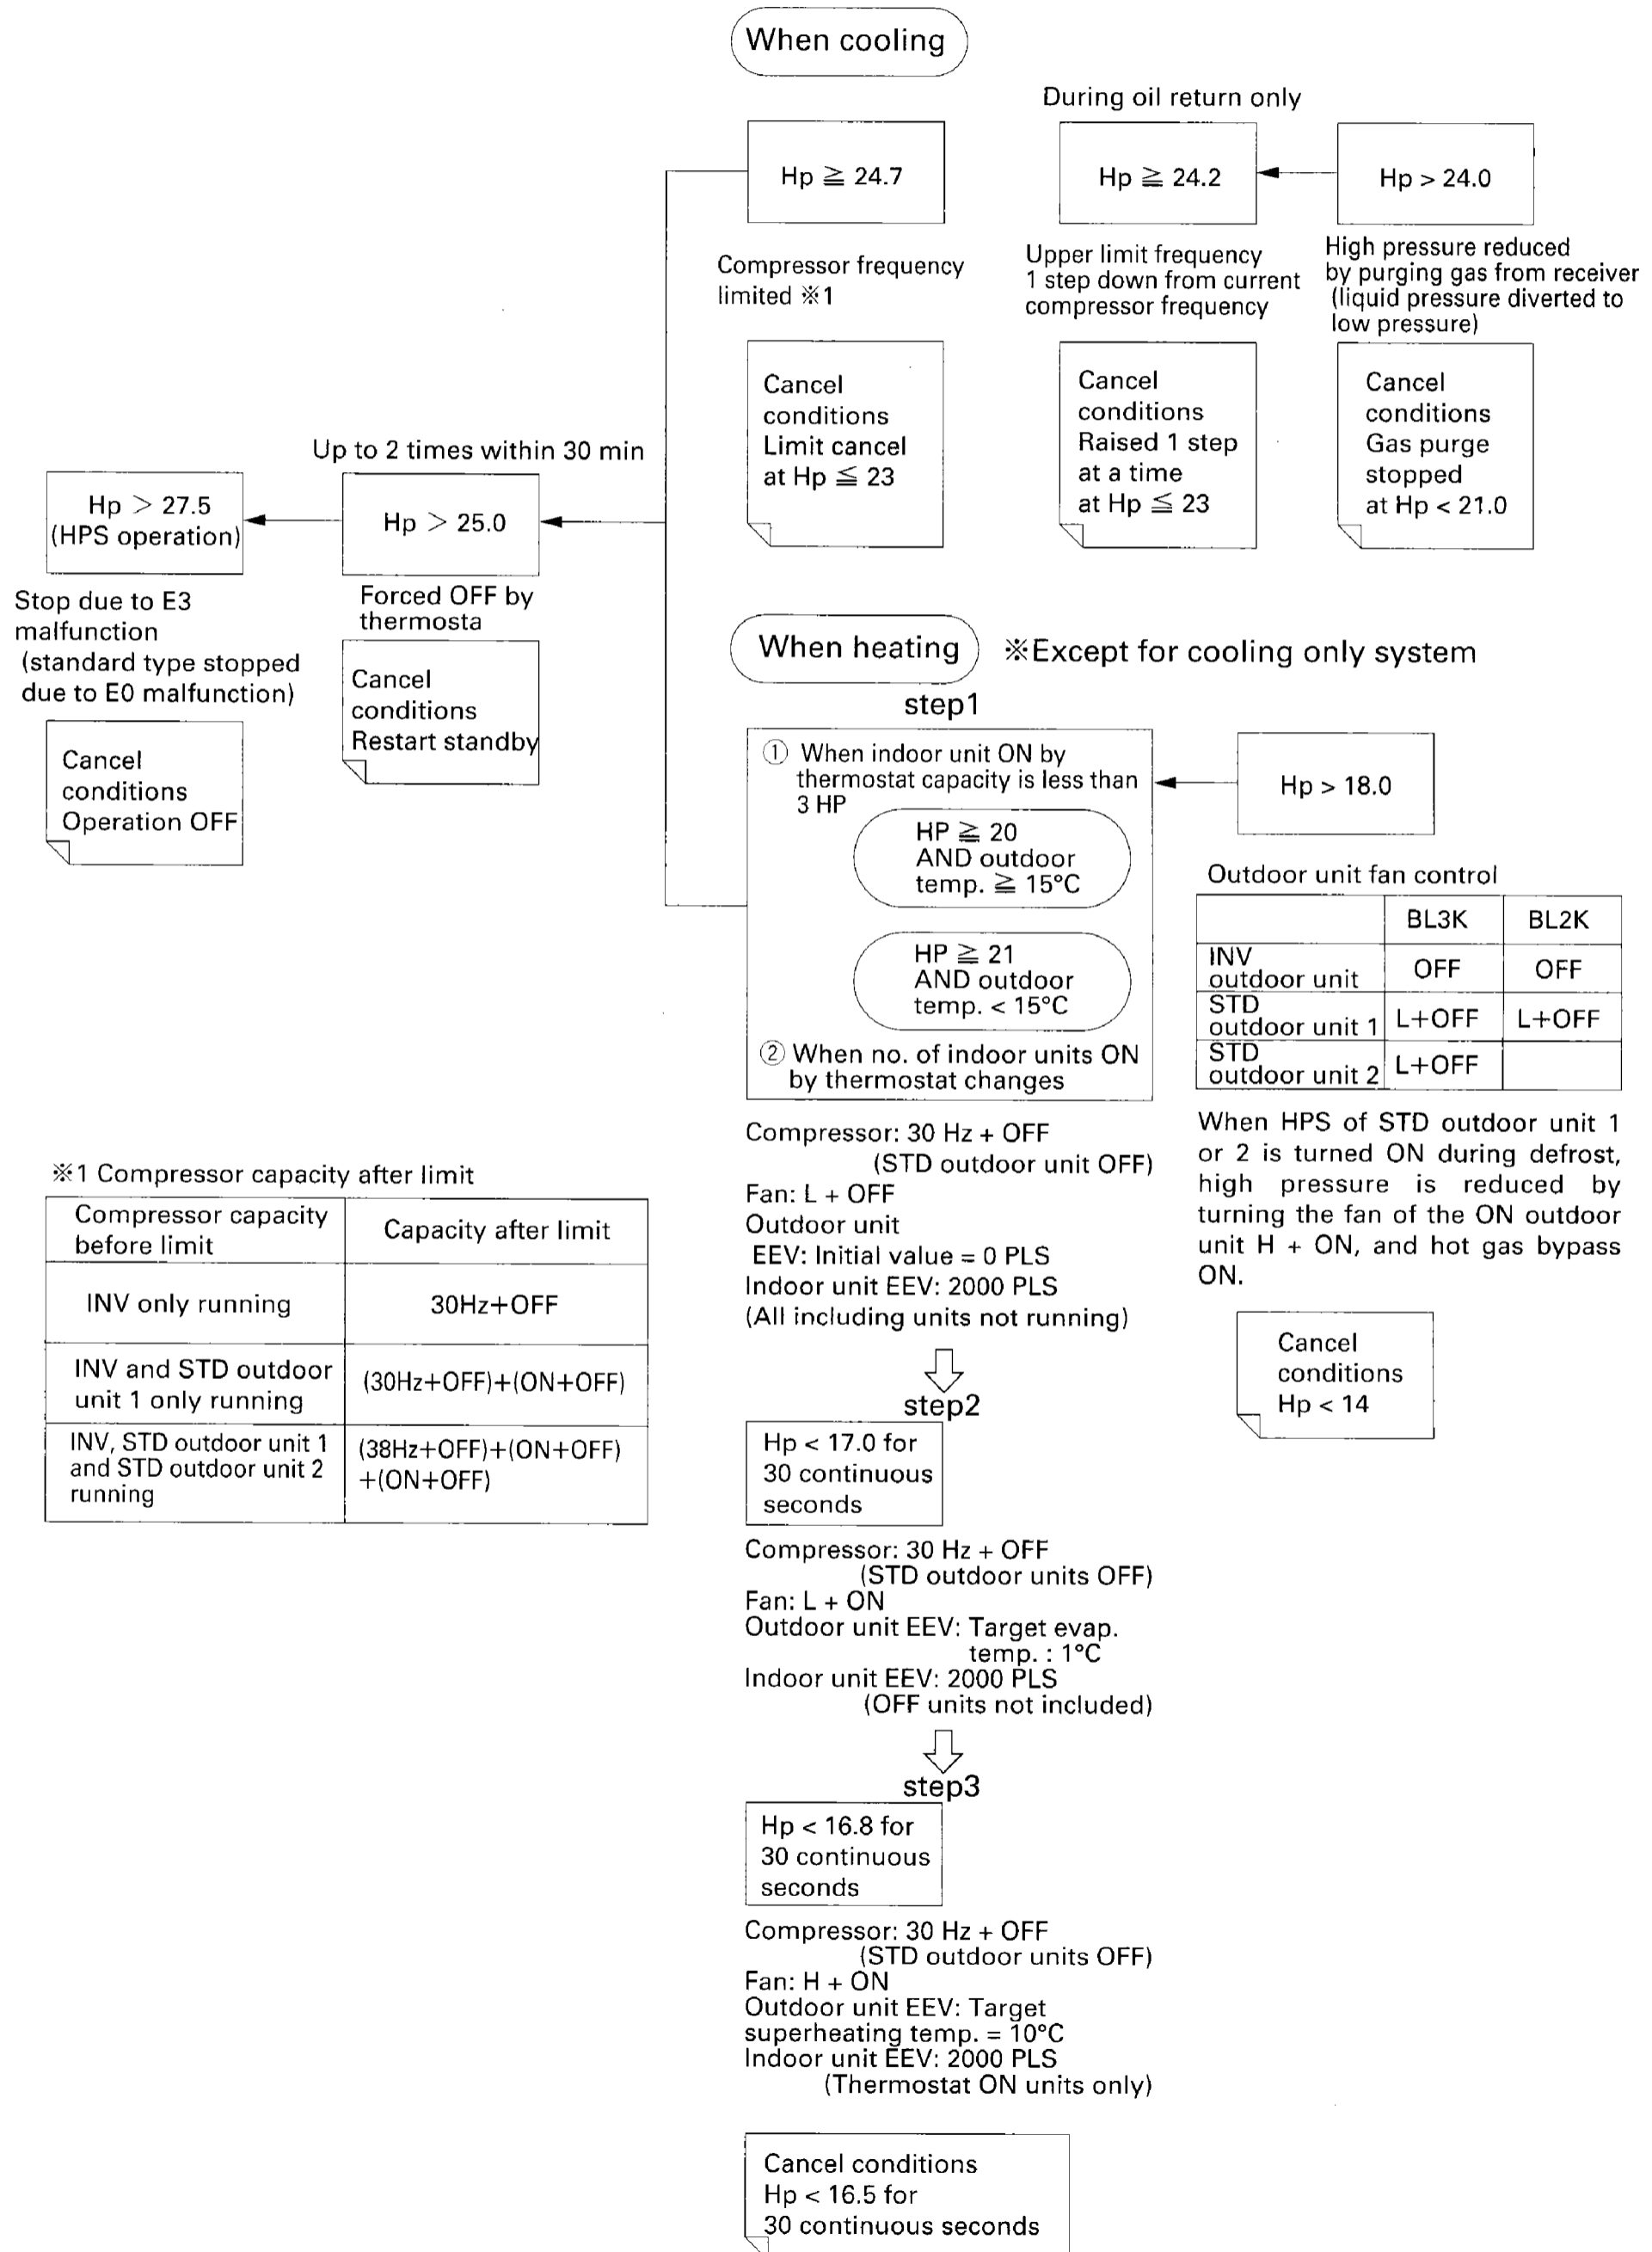 When cooling
During oil return only
Hp ≧ 24.7
Hp ≧ 24.2
Hp > 24.0
Compressor frequency
limited ※1
Upper limit frequency
1 step down from current
compressor frequency
High pressure reduced
by purging gas from receiver
(liquid pressure diverted to
low pressure)
Cancel
conditions
Limit cancel
at Hp ≦ 23
Cancel
conditions
Raised 1 step
at a time
at Hp ≦ 23
Cancel
conditions
Gas purge
stopped
at Hp < 21.0
Up to 2 times within 30 min
Hp > 27.5
(HPS operation)
Hp > 25.0
Stop due to E3
malfunction
(standard type stopped
due to E0 malfunction)
Forced OFF by
thermosta
Cancel
conditions
Restart standby
Cancel
conditions
Operation OFF
When heating
※Except for cooling only system
step1
① When indoor unit ON by
thermostat capacity is less than
3 HP
HP ≧ 20
AND outdoor
temp. ≧ 15°C
HP ≧ 21
AND outdoor
temp. < 15°C
② When no. of indoor units ON
by thermostat changes
Hp > 18.0
Outdoor unit fan control
BL3K BL2K
INV
outdoor unit OFF OFF
STD
outdoor unit 1 L+OFF L+OFF
STD
outdoor unit 2 L+OFF
When HPS of STD outdoor unit 1
or 2 is turned ON during defrost,
high pressure is reduced by
turning the fan of the ON outdoor
unit H + ON, and hot gas bypass
ON.
Cancel
conditions
Hp < 14
Compressor: 30 Hz + OFF
(STD outdoor unit OFF)
Fan: L + OFF
Outdoor unit
EEV: Initial value = 0 PLS
Indoor unit EEV: 2000 PLS
(All including units not running)
※1 Compressor capacity after limit
Compressor capacity
before limit
Capacity after limit
INV only running
30Hz+OFF
INV and STD outdoor
unit 1 only running
(30Hz+OFF)+(ON+OFF)
INV, STD outdoor unit 1
and STD outdoor unit 2
running
(38Hz+OFF)+(ON+OFF)
+(ON+OFF)
step2
Hp < 17.0 for
30 continuous
seconds
Compressor: 30 Hz + OFF
(STD outdoor units OFF)
Fan: L + ON
Outdoor unit EEV: Target evap.
temp. : 1°C
Indoor unit EEV: 2000 PLS
(OFF units not included)
step3
Hp < 16.8 for
30 continuous
seconds
Compressor: 30 Hz + OFF
(STD outdoor units OFF)
Fan: H + ON
Outdoor unit EEV: Target
superheating temp. = 10°C
Indoor unit EEV: 2000 PLS
(Thermostat ON units only)
Cancel conditions
Hp < 16.5 for
30 continuous seconds